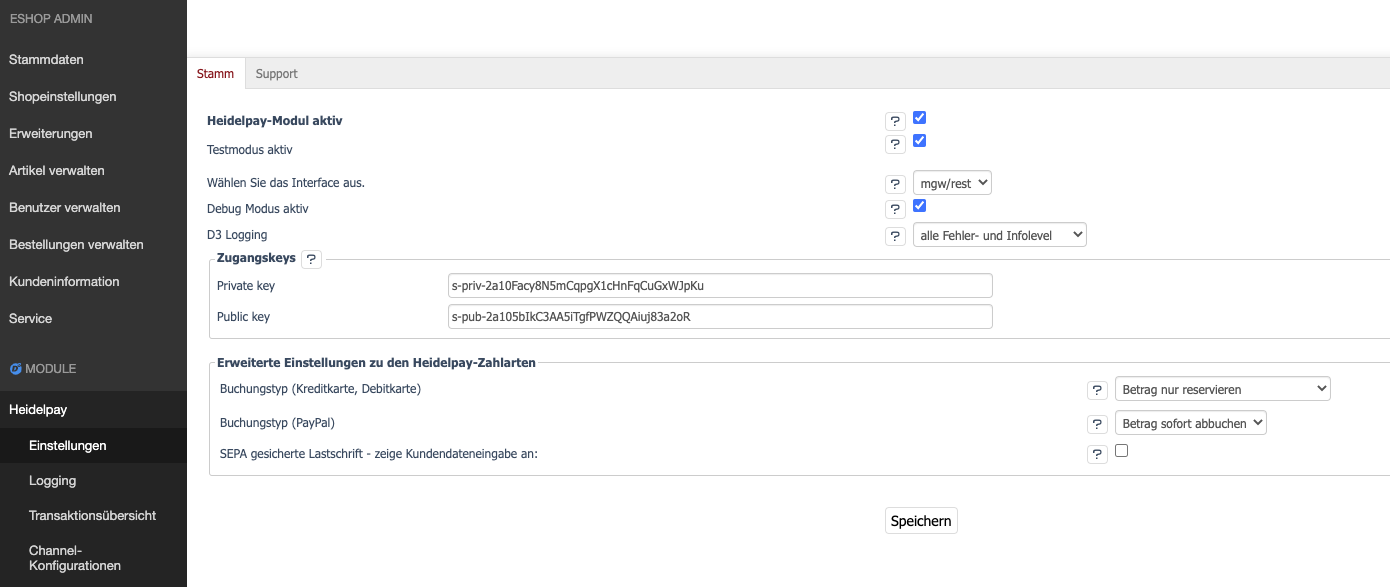 ESHOP ADMIN
Stammdaten
Shopeinstellungen
Erweiterungen
Artikel verwalten
Benutzer verwalten
Bestellungen verwalten
Kundeninformation
Service
MODULE
Heidelpay
Einstellungen
Logging
Transaktionsübersicht
Channel-
Konfigurationen
Stamm Support
Heidelpay-Modul aktiv ?
Testmodus aktiv ?
Wählen Sie das Interface aus. ? mgw/rest
Debug Modus aktiv ?
D3 Logging ? alle Fehler- und Infolevel
Zugangskeys ?
Private key s-priv-2a10Facy8N5mCqpgX1cHnFqCuGxWJpKu
Public key s-pub-2a105bIkC3AA5iTgfPWZQQAiuj83a2oR
Erweiterte Einstellungen zu den Heidelpay-Zahlarten
Buchungstyp (Kreditkarte, Debitkarte) ? Betrag nur reservieren
Buchungstyp (PayPal) ? Betrag sofort abbuchen
SEPA gesicherte Lastschrift - zeige Kundendateneingabe an: ?
Speichern